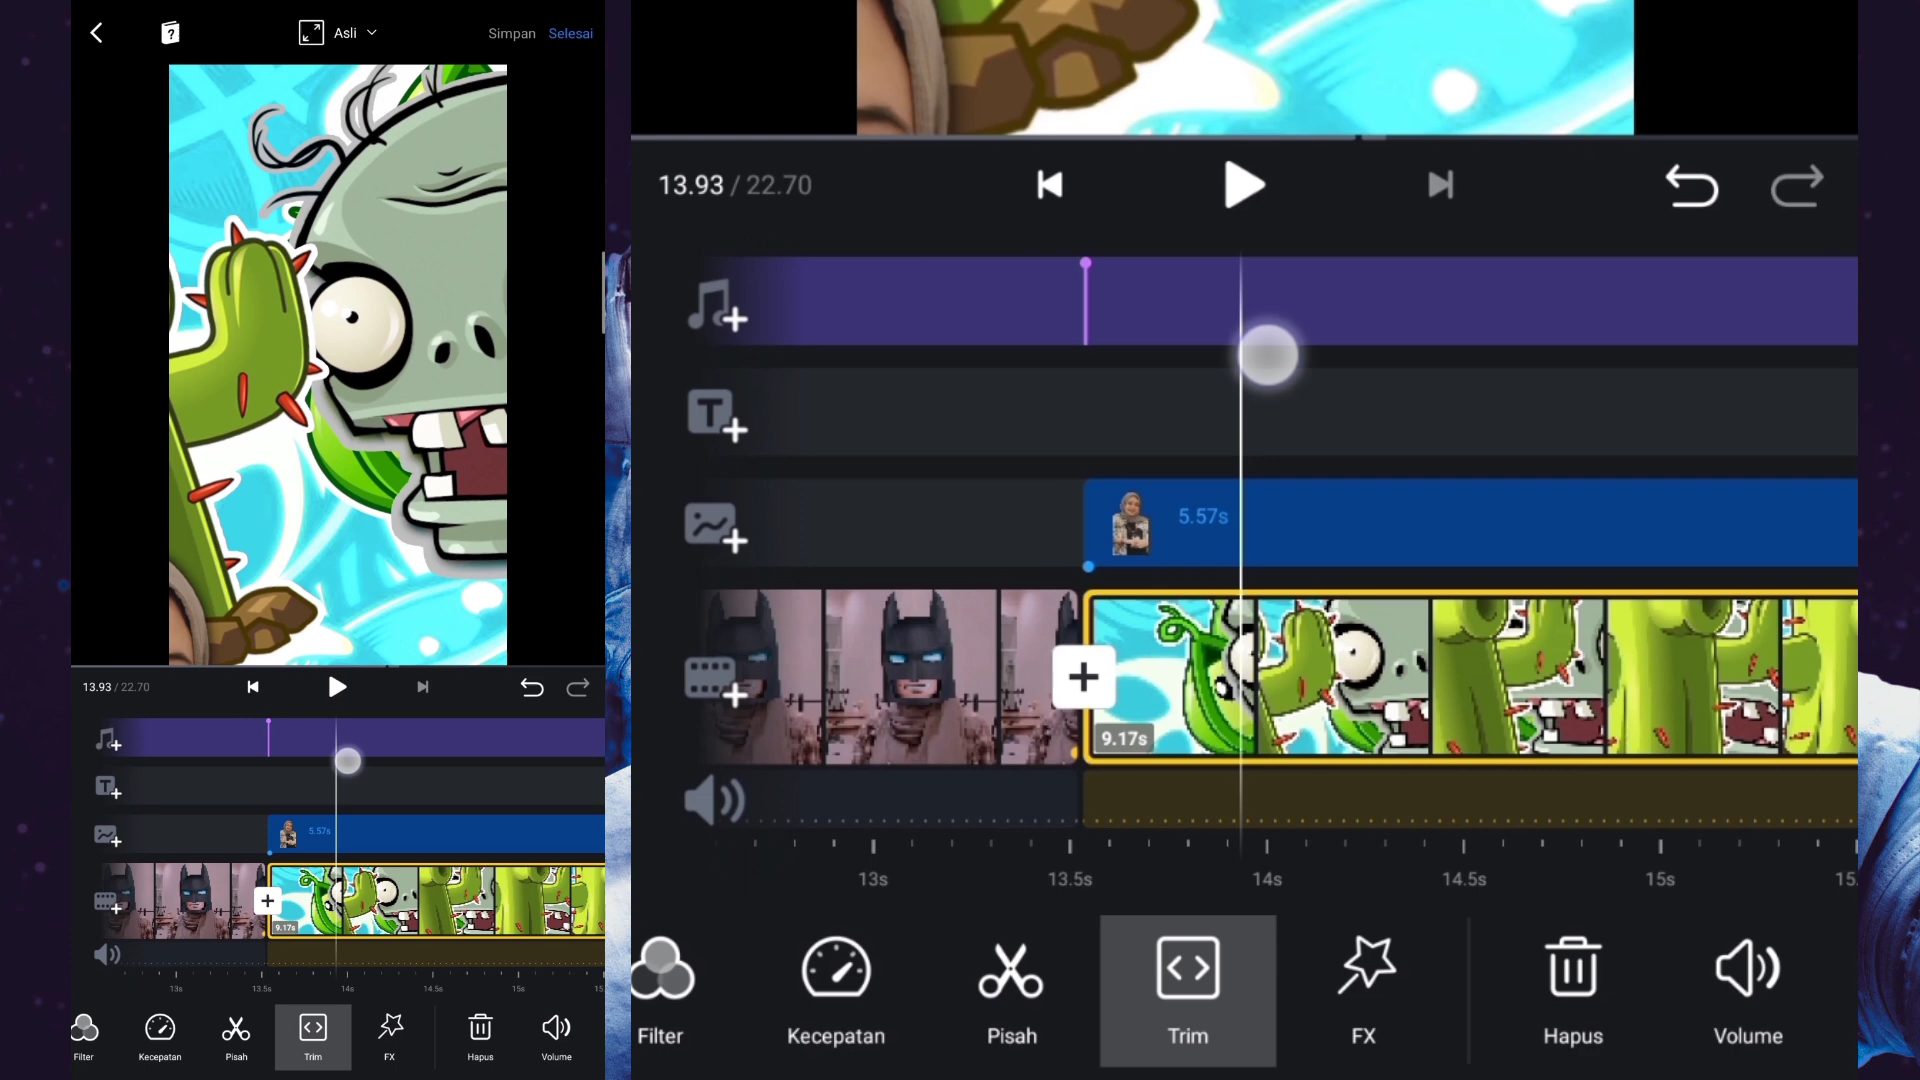 Asli
Simpan
Selesai
13.93 / 22.70
5.57s
9.17s
13s
13.5s
14s
14.5s
15s
15.
Filter
Kecepatan
Pisah
Trim
FX
Hapus
Volume
13.93 / 22.70
5.57s
9.17s
13s
13.5s
14s
14.5s
15s
15.
Filter
Kecepatan
Pisah
Trim
FX
Hapus
Volume